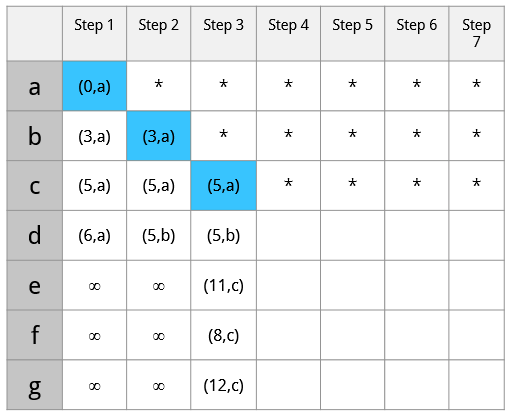 Step 1 Step 2 Step 3 Step 4 Step 5 Step 6 Step 7
a (0,a) * * * * * *
b (3,a) (3,a) * * * * *
c (5,a) (5,a) (5,a) * * * *
d (6,a) (5,b) (5,b)
e ∞ ∞ (11,c)
f ∞ ∞ (8,c)
g ∞ ∞ (12,c)